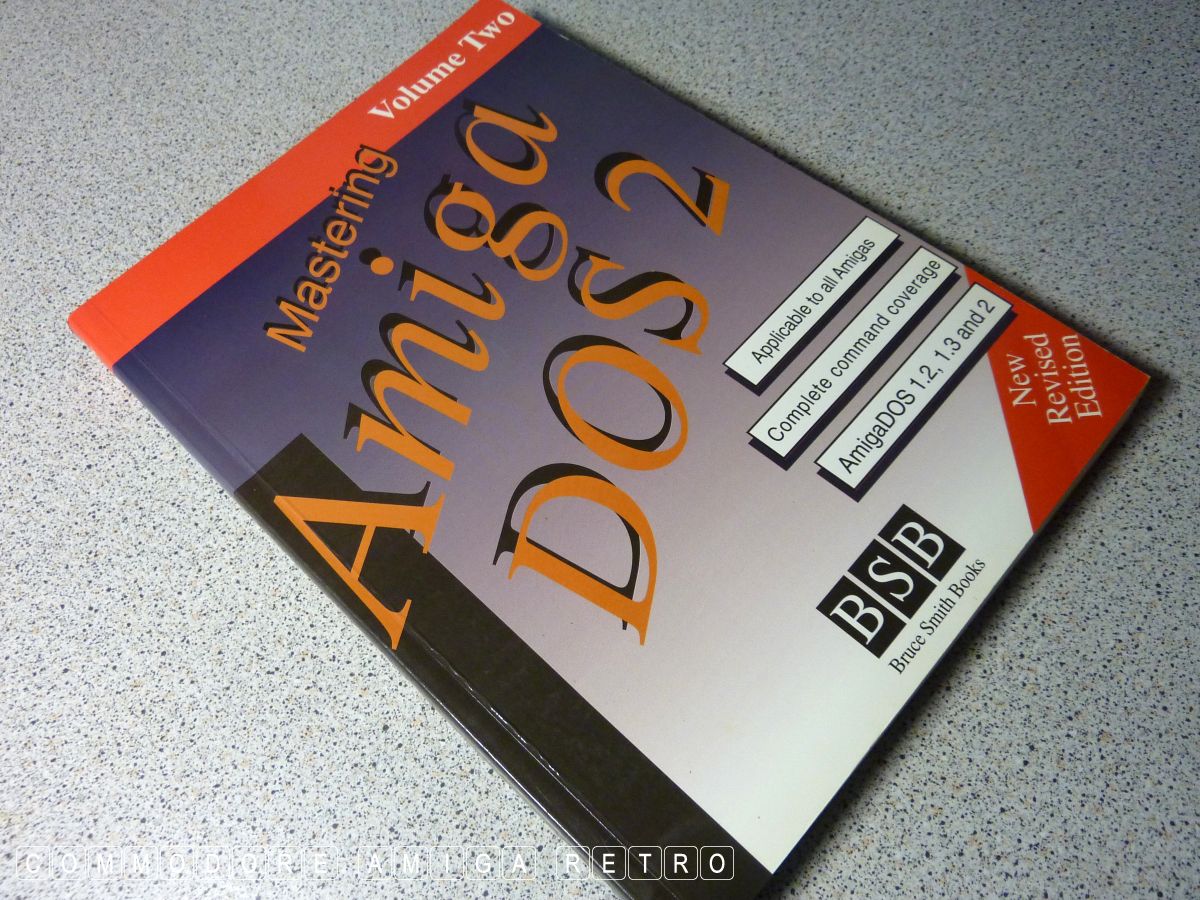 Volume Two
Mastering
Amiga
DOS 2
Applicable to all Amigas
Complete command coverage
AmigaDOS 1.2, 1.3 and 2
New
Revised
Edition
BSB
Bruce Smith Books
COMMODORE AMIGA RETRO